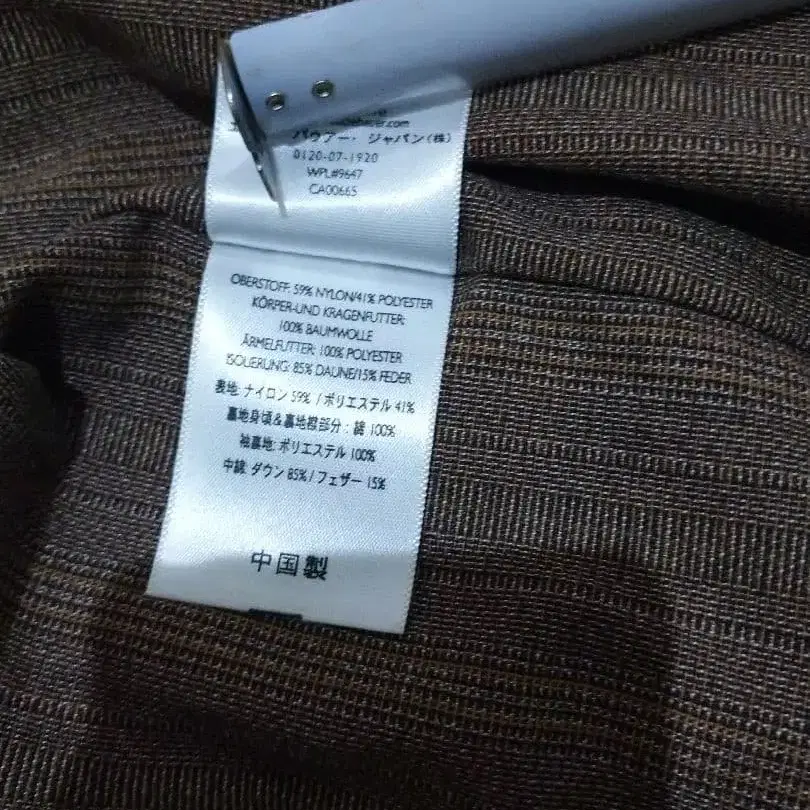 バウアー・ジャパン(株)
0120-07-1920
WPL#9647
CA00665
OBERSTOFF: 59% NYLON/41% POLYESTER
KÖRPER-UND KRAGENFUTTER:
100% BAUMWOLLE
ÄRMELFUTTER: 100% POLYESTER
ISOLIERUNG: 85% DAUNE/15% FEDER
表地: ナイロン 59% / ポリエステル 41%
裏地身頃&裏地襟部分: 綿 100%
袖裏地: ポリエステル 100%
中綿: ダウン 85% / フェザー 15%
中国製